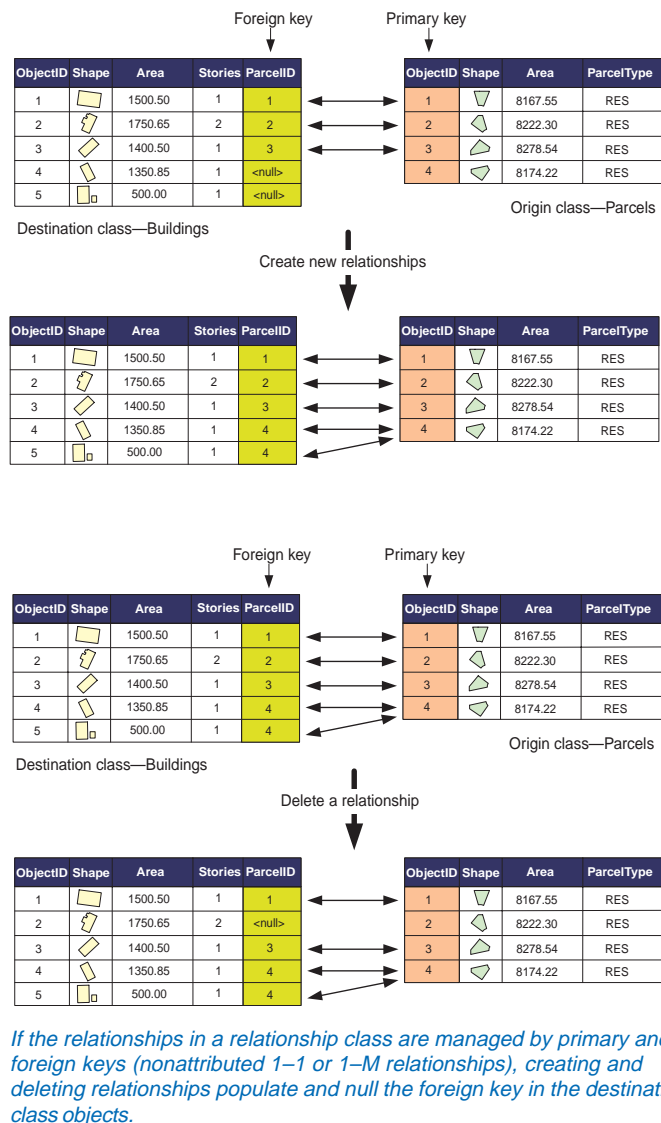 Foreign key Primary key
ObjectID Shape Area Stories ParcelID ObjectID Shape Area ParcelType
1 1500.50 1 1 1 8167.55 RES
2 1750.65 2 2 2 8222.30 RES
3 1400.50 1 3 3 8278.54 RES
4 1350.85 1 <null> 4 8174.22 RES
5 500.00 1 <null>
Origin class—Parcels
Destination class—Buildings
Create new relationships
ObjectID Shape Area Stories ParcelID ObjectID Shape Area ParcelType
1 1500.50 1 1 1 8167.55 RES
2 1750.65 2 2 2 8222.30 RES
3 1400.50 1 3 3 8278.54 RES
4 1350.85 1 4 4 8174.22 RES
5 500.00 1 4
Foreign key Primary key
ObjectID Shape Area Stories ParcelID ObjectID Shape Area ParcelType
1 1500.50 1 1 1 8167.55 RES
2 1750.65 2 2 2 8222.30 RES
3 1400.50 1 3 3 8278.54 RES
4 1350.85 1 4 4 8174.22 RES
5 500.00 1 4
Origin class—Parcels
Destination class—Buildings
Delete a relationship
ObjectID Shape Area Stories ParcelID ObjectID Shape Area ParcelType
1 1500.50 1 1 1 8167.55 RES
2 1750.65 2 <null> 2 8222.30 RES
3 1400.50 1 3 3 8278.54 RES
4 1350.85 1 4 4 8174.22 RES
5 500.00 1 4
If the relationships in a relationship class are managed by primary and
foreign keys (nonattributed 1–1 or 1–M relationships), creating and
deleting relationships populate and null the foreign key in the destinat
class objects.